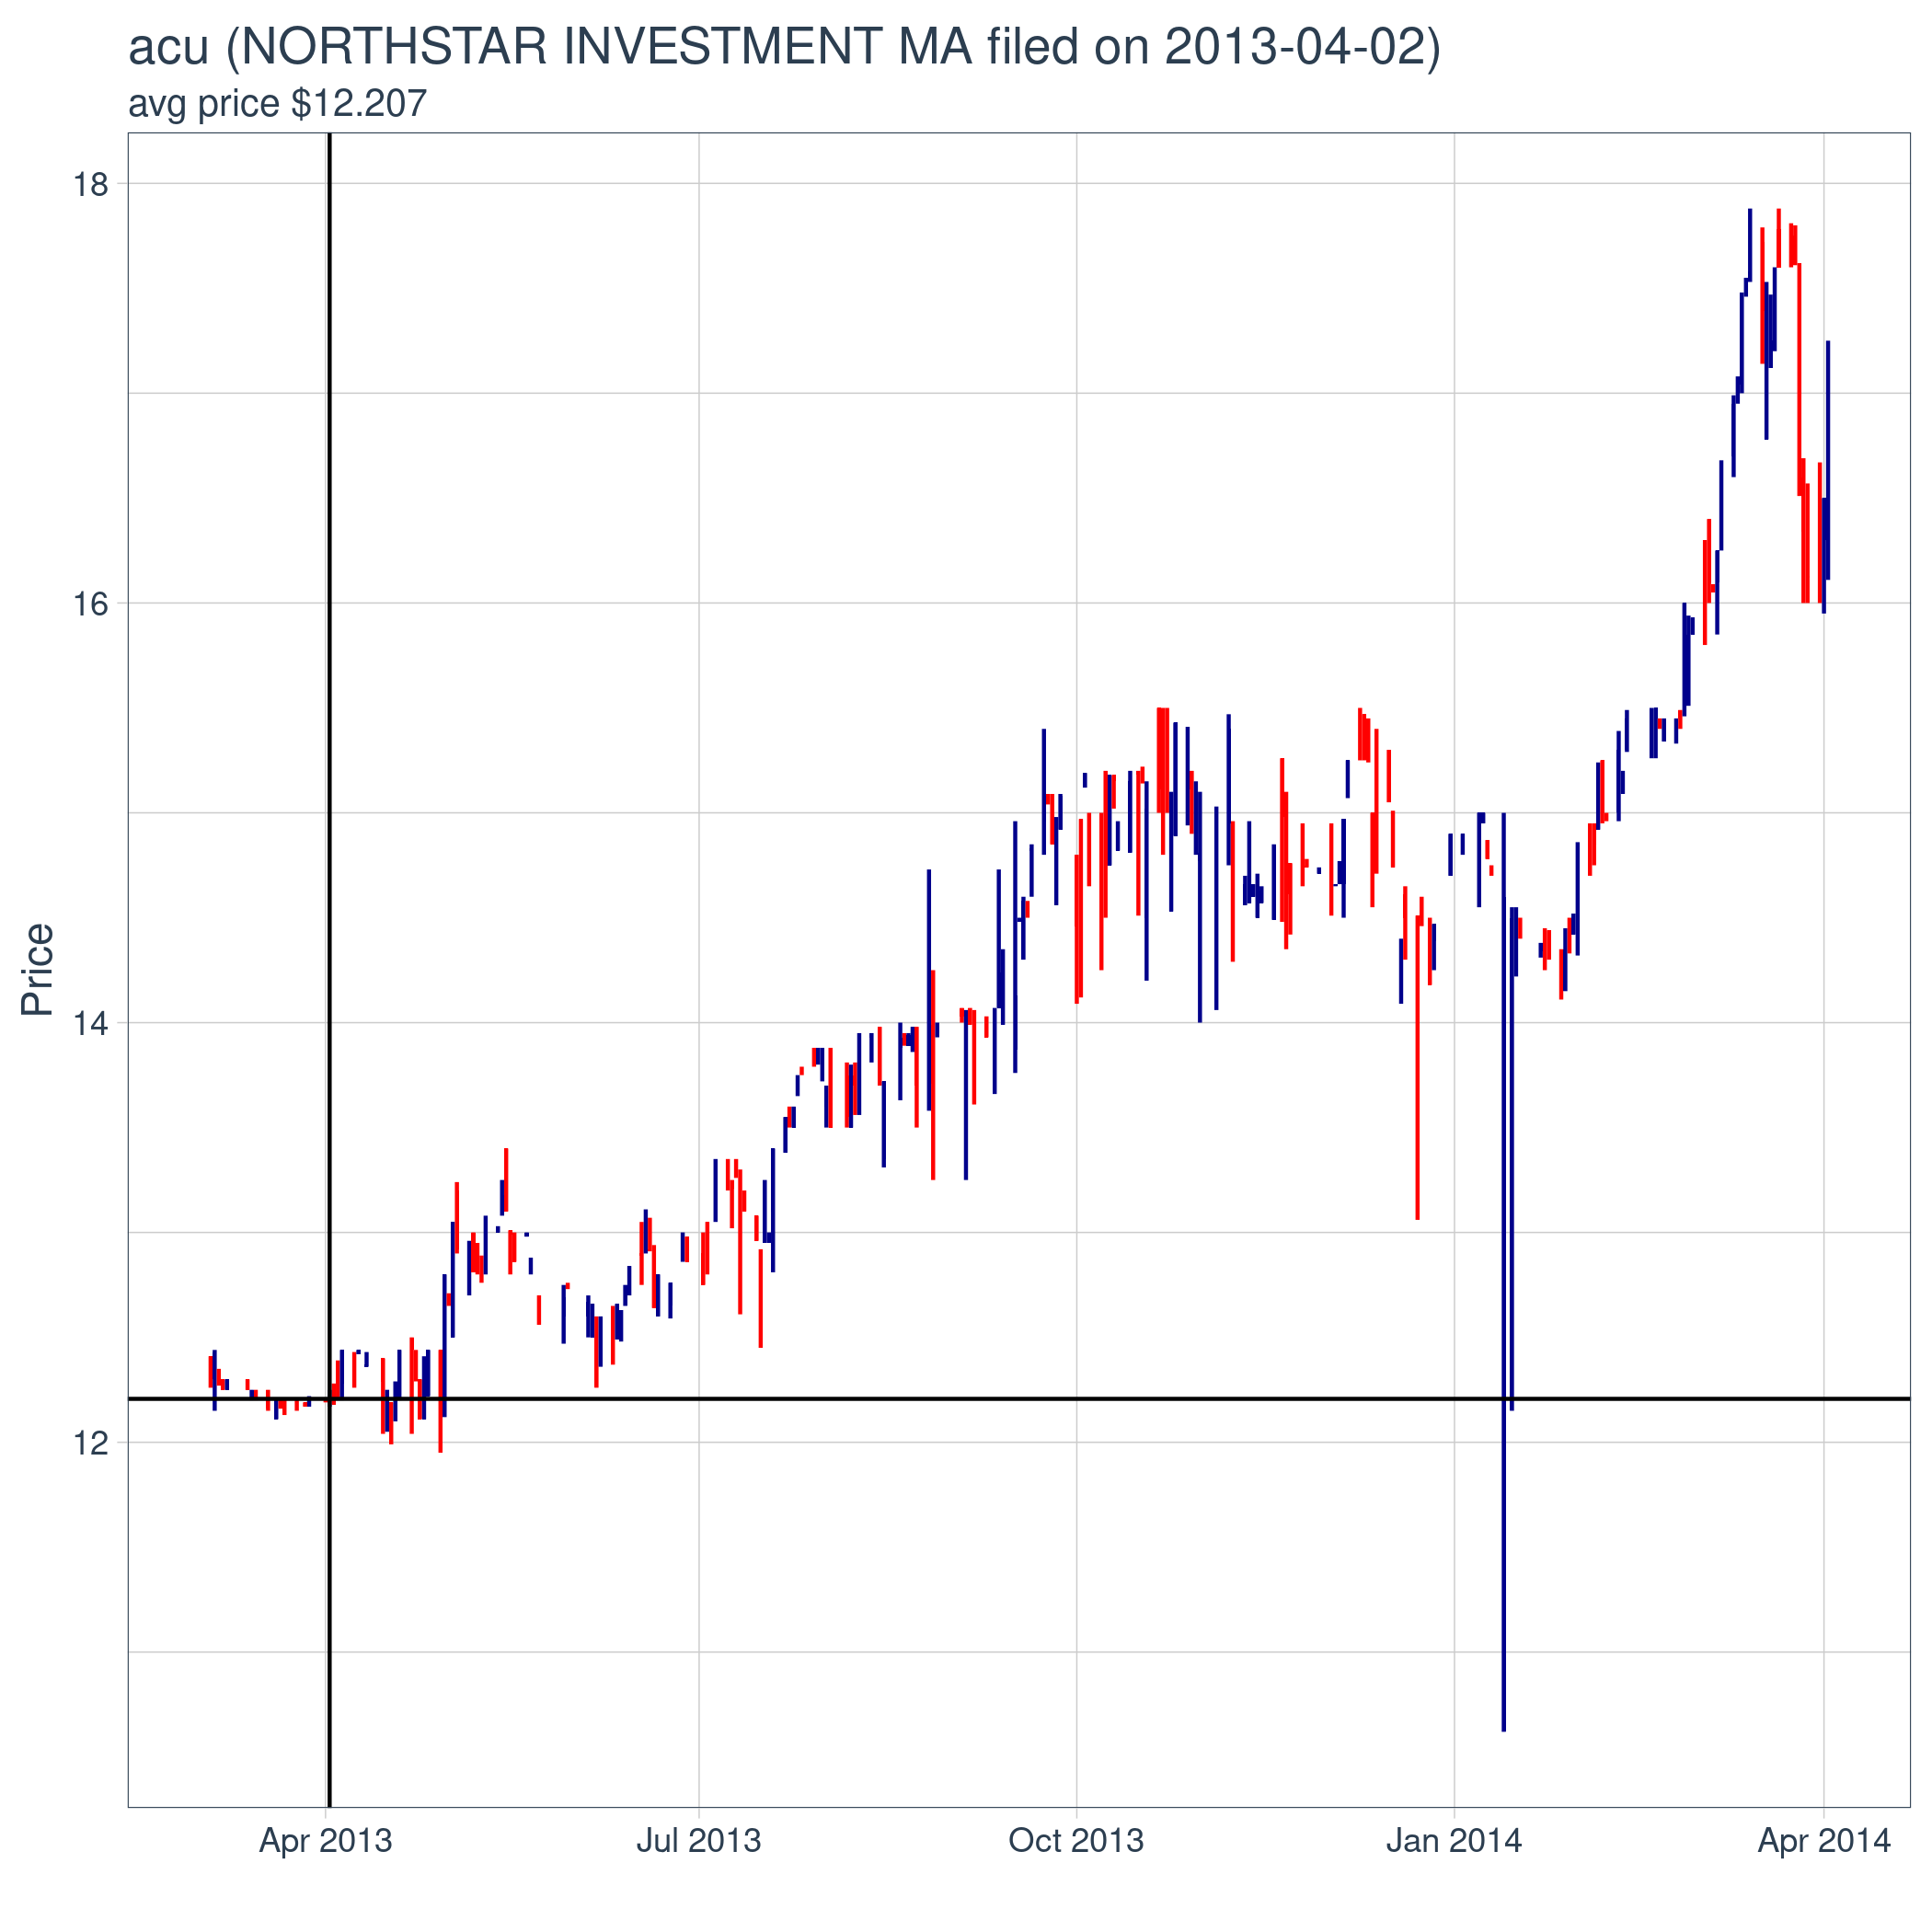 acu (NORTHSTAR INVESTMENT MA filed on 2013-04-02)
avg price $12.207
18
16
14
12
Price
Apr 2013
Jul 2013
Oct 2013
Jan 2014
Apr 2014